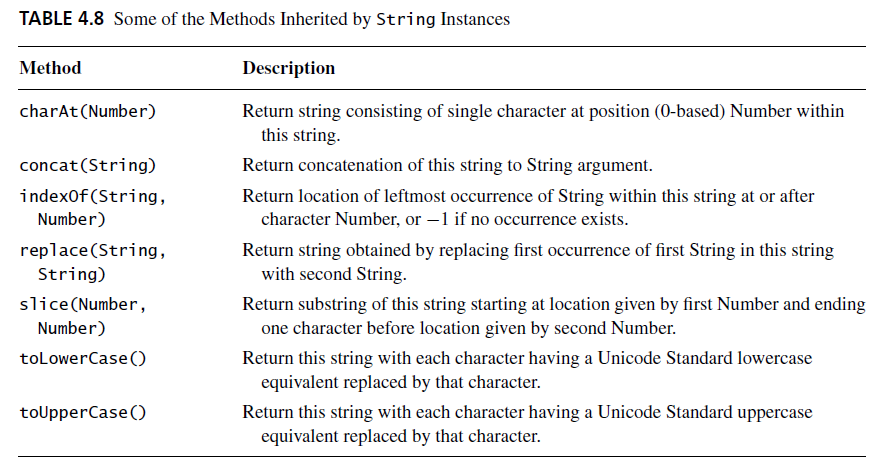 TABLE 4.8 Some of the Methods Inherited by String Instances
Method Description
charAt(Number) Return string consisting of single character at position (0-based) Number within
this string.
concat(String) Return concatenation of this string to String argument.
indexOf(String, Return location of leftmost occurrence of String within this string at or after
Number) character Number, or −1 if no occurrence exists.
replace(String, Return string obtained by replacing first occurrence of first String in this string
String) with second String.
slice(Number, Return substring of this string starting at location given by first Number and ending
Number) one character before location given by second Number.
toLowerCase() Return this string with each character having a Unicode Standard lowercase
equivalent replaced by that character.
toUpperCase() Return this string with each character having a Unicode Standard uppercase
equivalent replaced by that character.